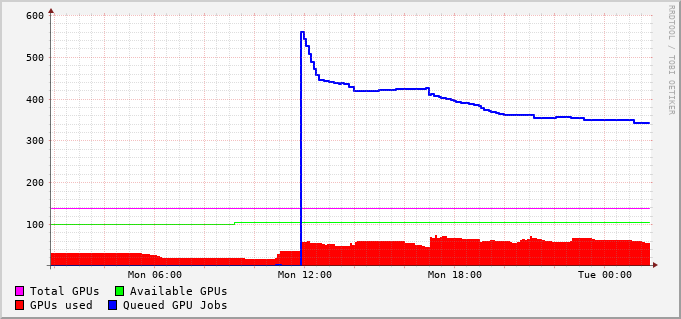 600
500
400
300
200
100
Mon 06:00 Mon 12:00 Mon 18:00 Tue 00:00
Total GPUs Available GPUs
GPUs used Queued GPU Jobs
RRDTOOL / TOBI OETIKER